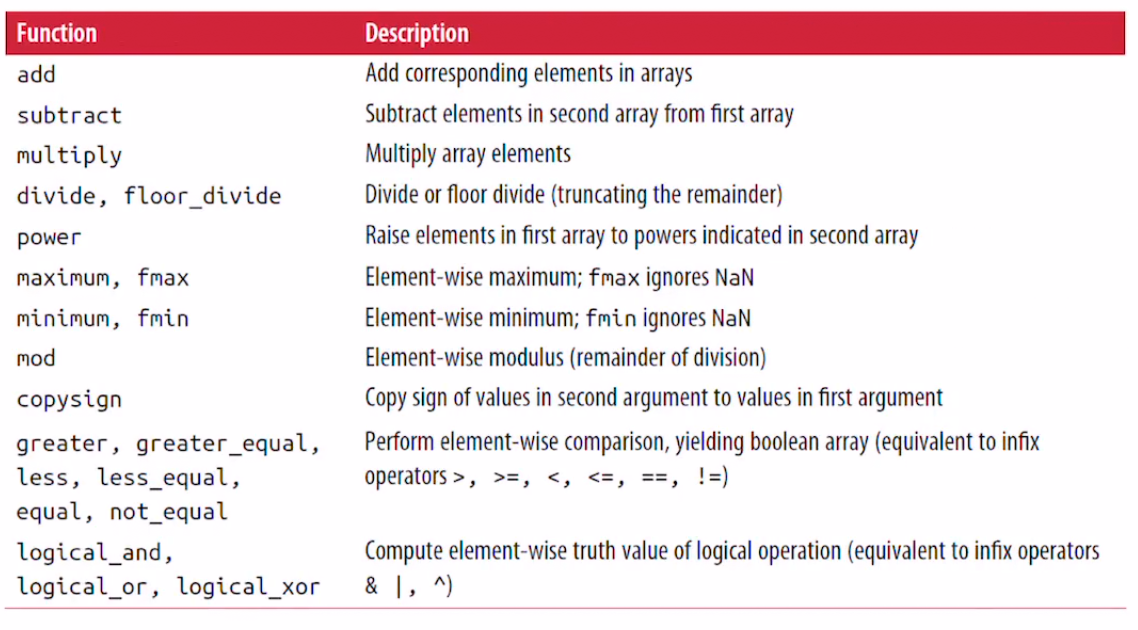 Function Description
add Add corresponding elements in arrays
subtract Subtract elements in second array from first array
multiply Multiply array elements
divide, floor_divide Divide or floor divide (truncating the remainder)
power Raise elements in first array to powers indicated in second array
maximum, fmax Element-wise maximum; fmax ignores NaN
minimum, fmin Element-wise minimum; fmin ignores NaN
mod Element-wise modulus (remainder of division)
copysign Copy sign of values in second argument to values in first argument
greater, greater_equal, Perform element-wise comparison, yielding boolean array (equivalent to infix
less, less_equal, operators >, >=, <, <=, ==, !=)
equal, not_equal
logical_and, Compute element-wise truth value of logical operation (equivalent to infix operators
logical_or, logical_xor & |, ^)